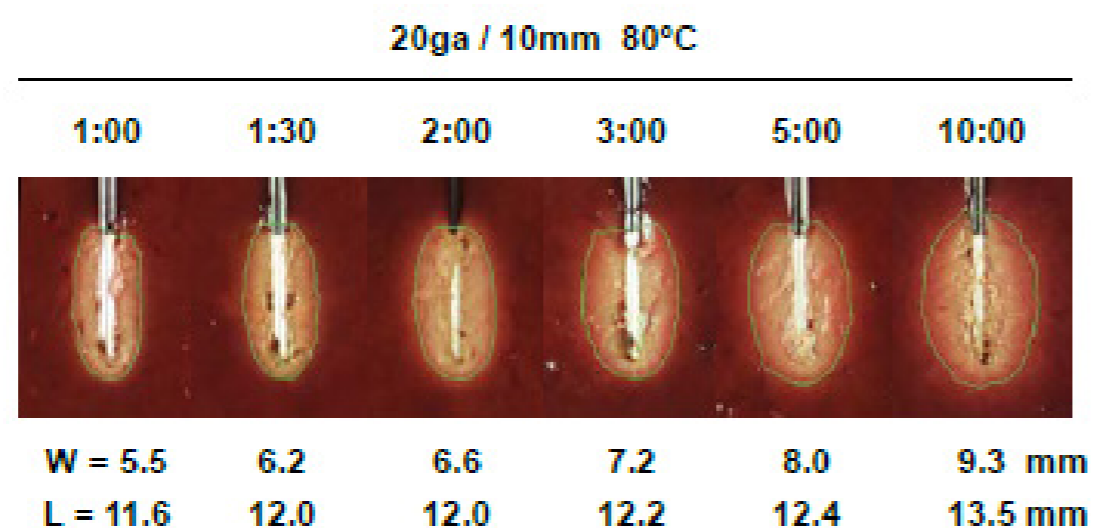 20ga / 10mm 80ºC
1:00 1:30 2:00 3:00 5:00 10:00
W = 5.5 6.2 6.6 7.2 8.0 9.3 mm
L = 11.6 12.0 12.0 12.2 12.4 13.5 mm